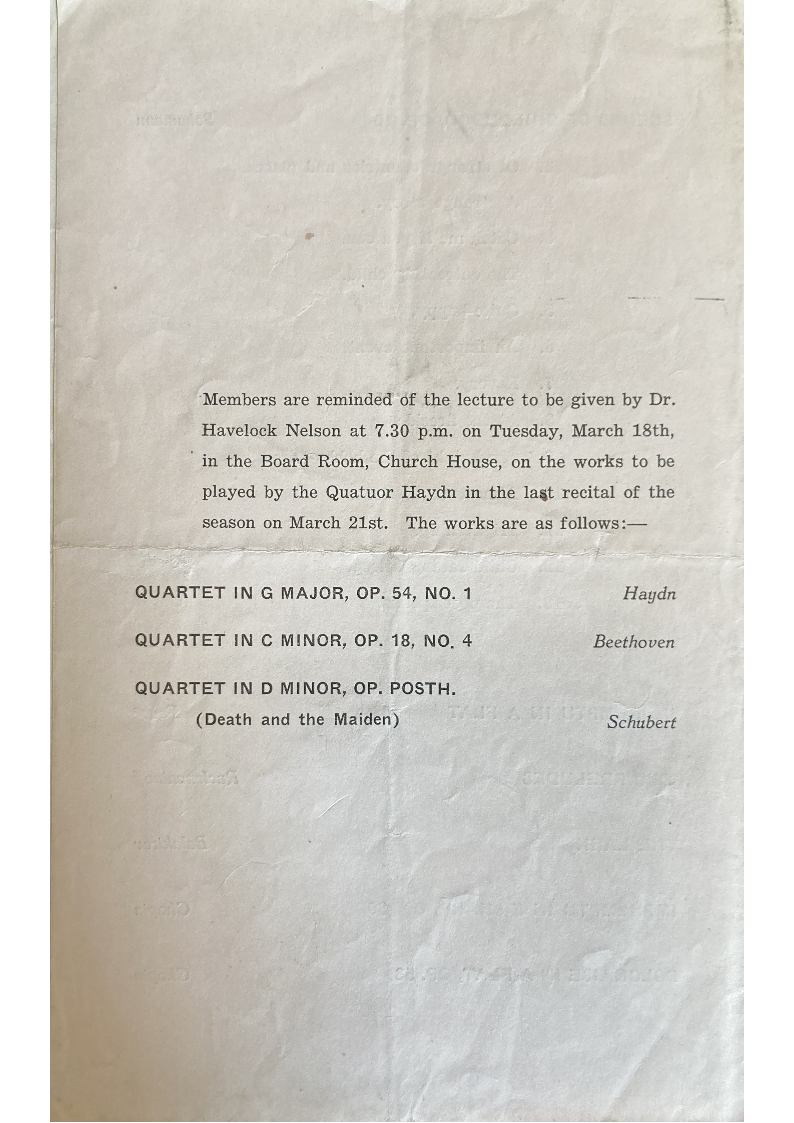 Members are reminded of the lecture to be given by Dr.
Havelock Nelson at 7.30 p.m. on Tuesday, March 18th,
in the Board Room, Church House, on the works to be
played by the Quatuor Haydn in the last recital of the
season on March 21st. The works are as follows:—
QUARTET IN G MAJOR, OP. 54, NO. 1 Haydn
QUARTET IN C MINOR, OP. 18, NO. 4 Beethoven
QUARTET IN D MINOR, OP. POSTH.
(Death and the Maiden) Schubert